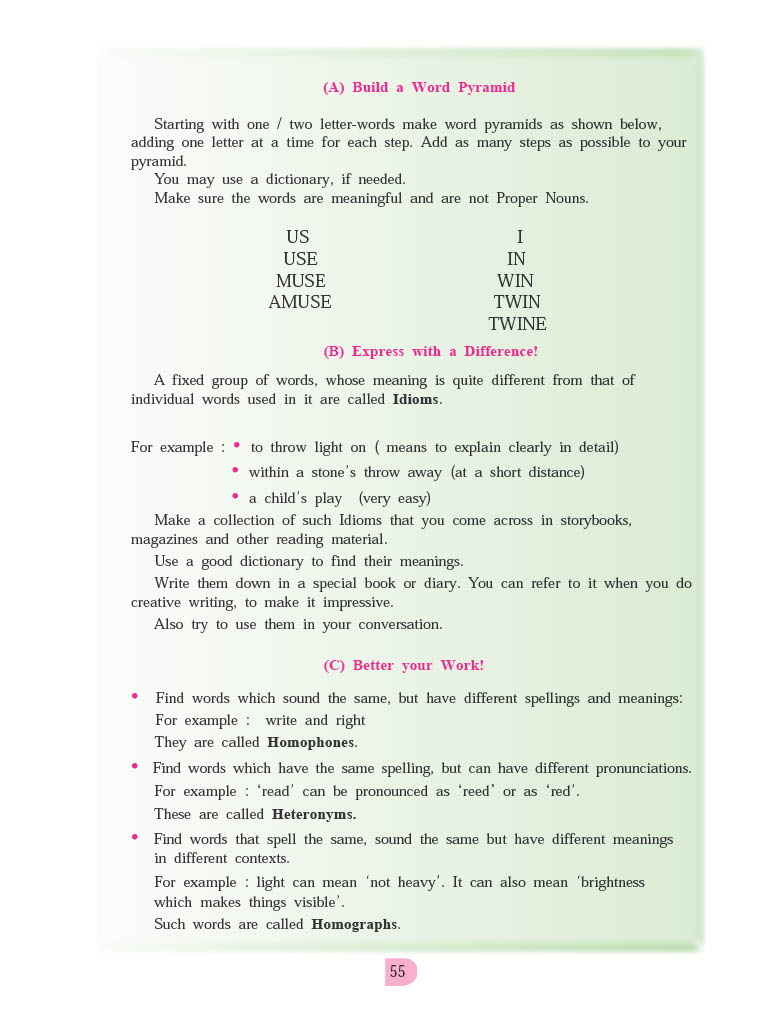 (A) Build a Word Pyramid
Starting with one / two letter-words make word pyramids as shown below,
adding one letter at a time for each step. Add as many steps as possible to your
pyramid.
You may use a dictionary, if needed.
Make sure the words are meaningful and are not Proper Nouns.
US I
USE IN
MUSE WIN
AMUSE TWIN
TWINE
(B) Express with a Difference!
A fixed group of words, whose meaning is quite different from that of
individual words used in it are called Idioms.
For example : • to throw light on ( means to explain clearly in detail)
• within a stone's throw away (at a short distance)
• a child's play (very easy)
Make a collection of such Idioms that you come across in storybooks,
magazines and other reading material.
Use a good dictionary to find their meanings.
Write them down in a special book or diary. You can refer to it when you do
creative writing, to make it impressive.
Also try to use them in your conversation.
(C) Better your Work!
• Find words which sound the same, but have different spellings and meanings:
For example : write and right
They are called Homophones.
• Find words which have the same spelling, but can have different pronunciations.
For example : 'read' can be pronounced as 'reed' or as 'red'.
These are called Heteronyms.
• Find words that spell the same, sound the same but have different meanings
in different contexts.
For example : light can mean 'not heavy'. It can also mean 'brightness
which makes things visible'.
Such words are called Homographs.
55